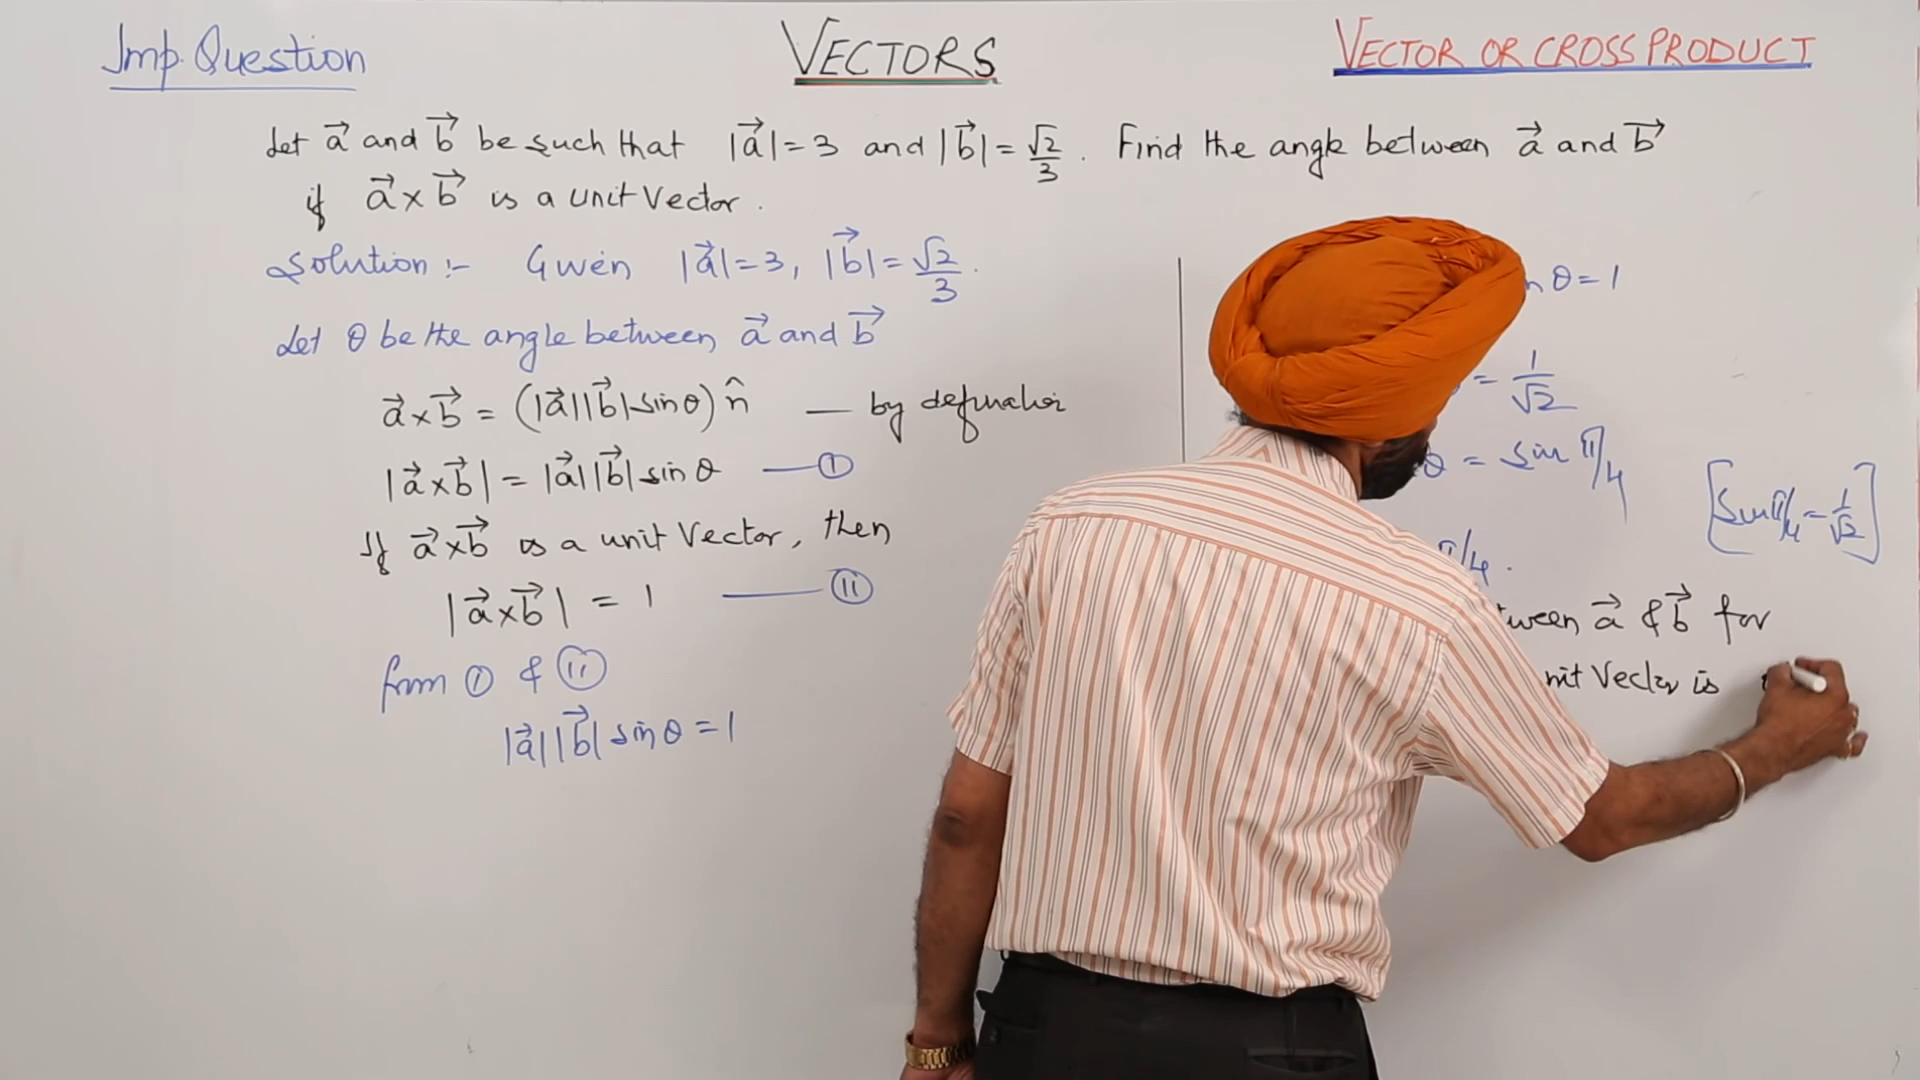 Imp. Question
VECTORS
VECTOR OR CROSS PRODUCT
Let a⃗ and b⃗ be such that |a⃗| = 3 and |b⃗| = √2/3 . Find the angle between a⃗ and b⃗
if a⃗ × b⃗ is a unit Vector .
Solution :- Given |a⃗| = 3, |b⃗| = √2/3 .
Let θ be the angle between a⃗ and b⃗
a⃗ × b⃗ = (|a⃗||b⃗| sin θ) n̂ — by definition
|a⃗ × b⃗| = |a⃗||b⃗| sin θ — Ⓘ
If a⃗ × b⃗ is a unit Vector, then
|a⃗ × b⃗| = 1 — (II)
from Ⓘ & (II)
|a⃗||b⃗| sin θ = 1
θ = 1
= 1/√2
θ = sin π/4
[sin π/4 = 1/√2]
π/4 .
a⃗ & b⃗ for
Vector is